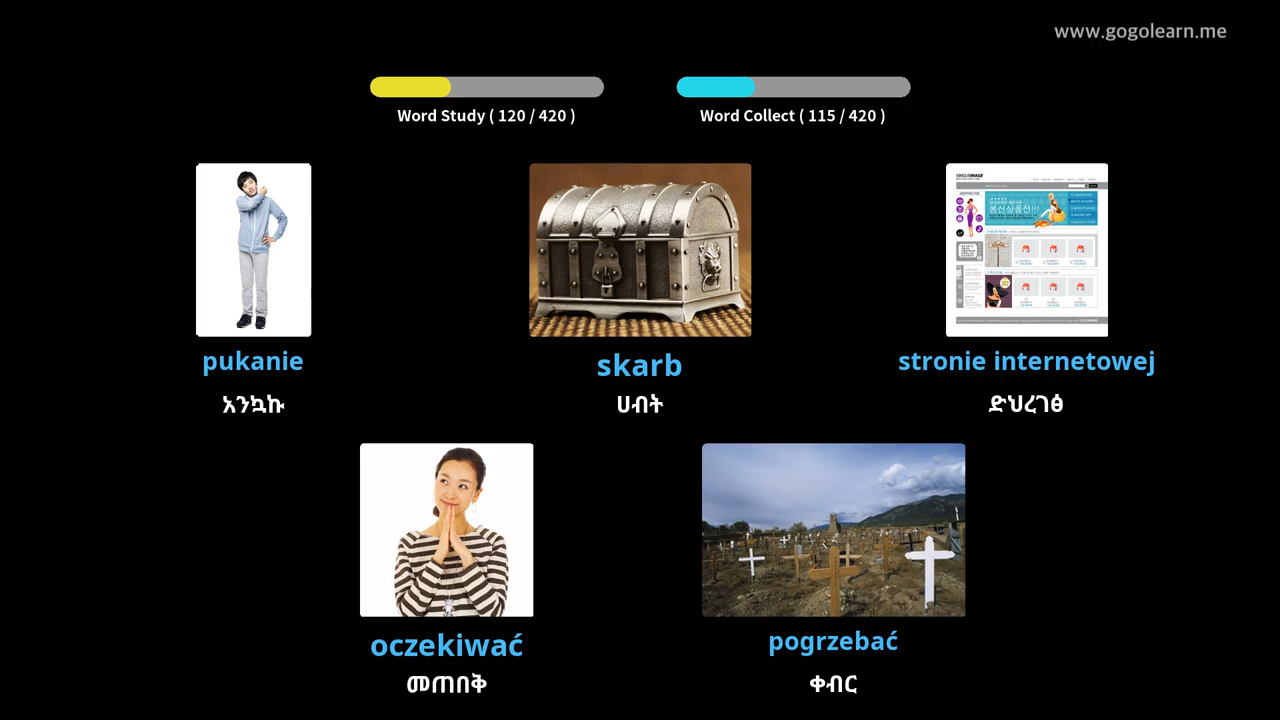 www.gogolearn.me
Word Study ( 120 / 420 )
Word Collect ( 115 / 420 )
pukanie
አንኳኩ
skarb
ሀብት
stronie internetowej
ድህረገፅ
oczekiwać
መጠበቅ
pogrzebać
ቀብር